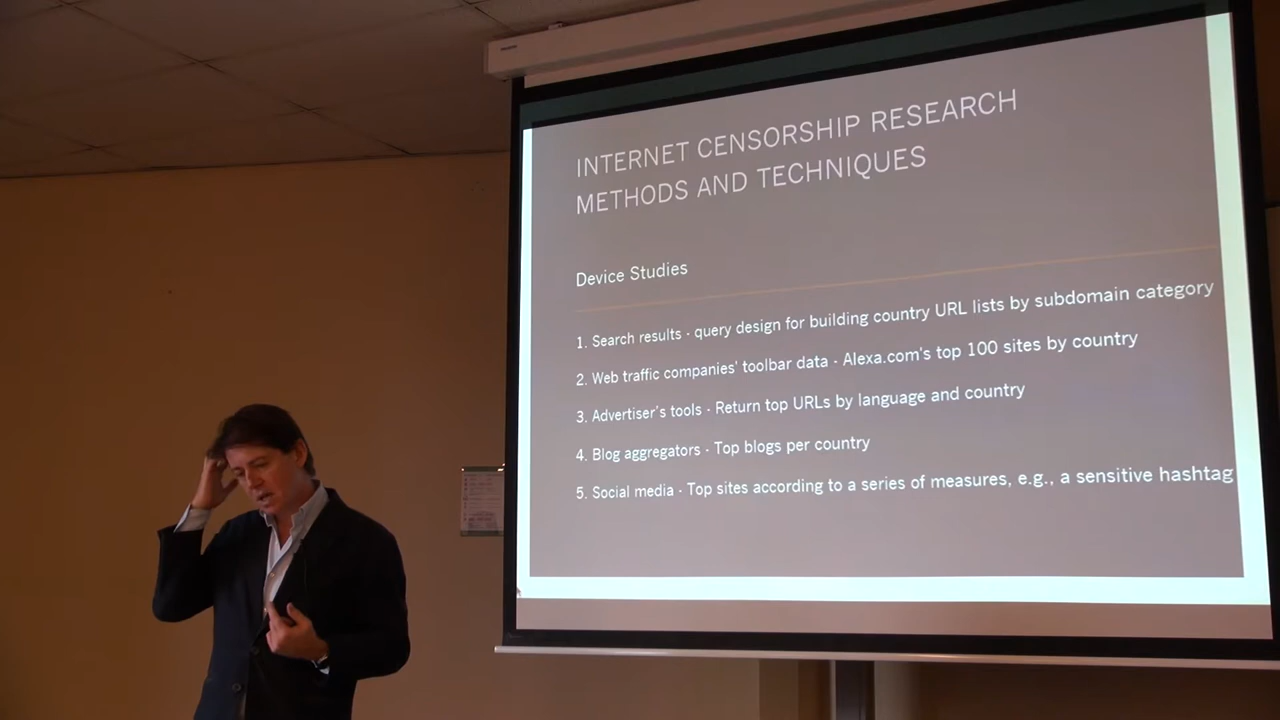 INTERNET CENSORSHIP RESEARCH
METHODS AND TECHNIQUES
Device Studies
1. Search results - query design for building country URL lists by subdomain category
2. Web traffic companies' toolbar data - Alexa.com's top 100 sites by country
3. Advertiser's tools - Return top URLs by language and country
4. Blog aggregators - Top blogs per country
5. Social media - Top sites according to a series of measures, e.g., a sensitive hashtag